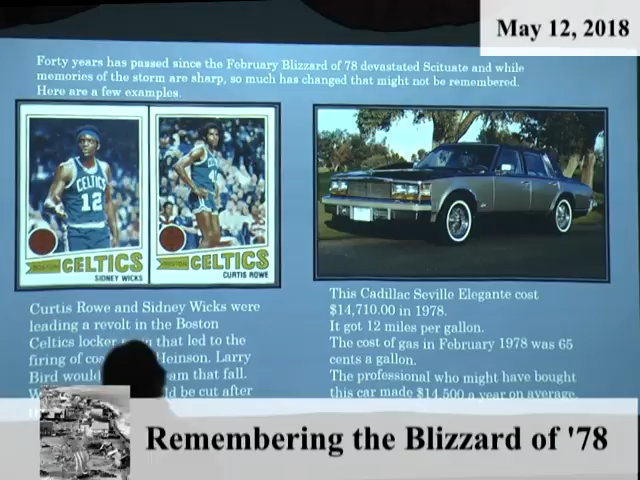 May 12, 2018
Forty years has passed since the February Blizzard of 78 devastated Scituate and while
memories of the storm are sharp, so much has changed that might not be remembered.
Here are a few examples.
CELTICS
12
BOSTON CELTICS
SIDNEY WICKS
BOSTON CELTICS
CURTIS ROWE
Curtis Rowe and Sidney Wicks were
leading a revolt in the Boston
Celtics locker that led to the
firing of Heinson. Larry
Bird would am that fall.
be cut after
This Cadillac Seville Elegante cost
$14,710.00 in 1978.
It got 12 miles per gallon.
The cost of gas in February 1978 was 65
cents a gallon.
The professional who might have bought
this car made $14,500 a year on average.
Remembering the Blizzard of '78